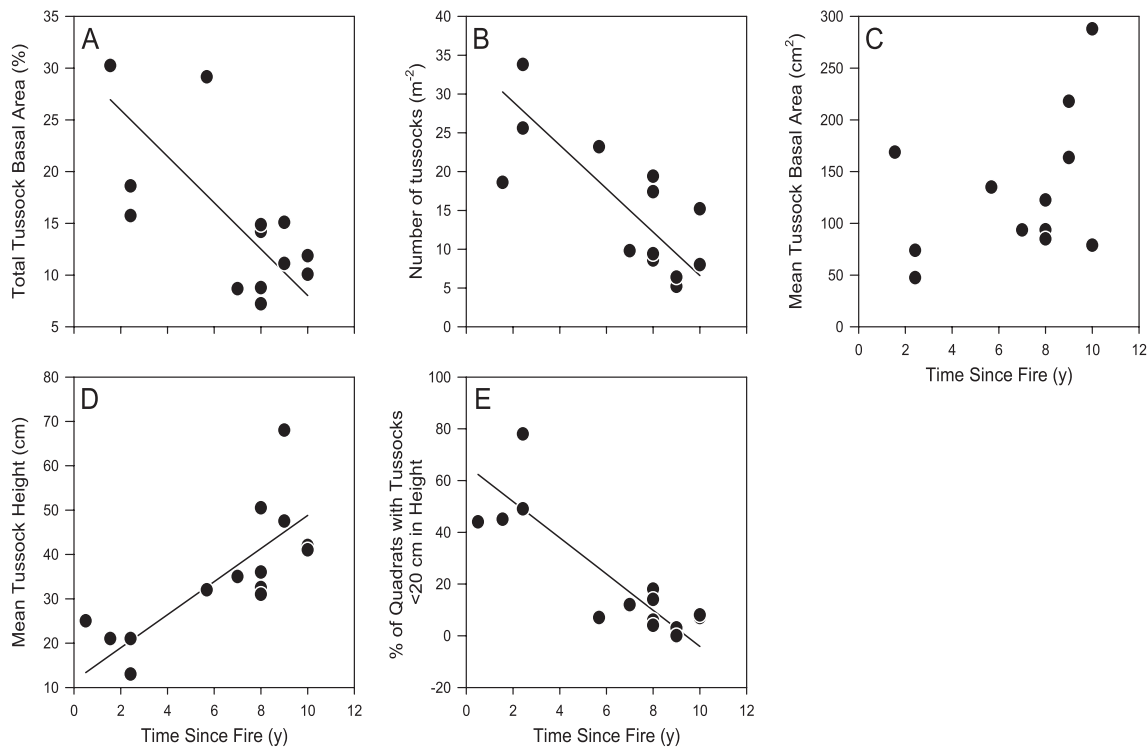 A
Total Tussock Basal Area (%)
35
30
25
20
15
10
5
B
Number of tussocks (m-2)
40
35
30
25
20
15
10
5
0
C
Mean Tussock Basal Area (cm2)
300
250
200
150
100
50
0
0 2 4 6 8 10 12
Time Since Fire (y)
D
Mean Tussock Height (cm)
80
70
60
50
40
30
20
10
0 2 4 6 8 10 12
Time Since Fire (y)
E
% of Quadrats with Tussocks
<20 cm in Height
100
80
60
40
20
0
-20
0 2 4 6 8 10 12
Time Since Fire (y)